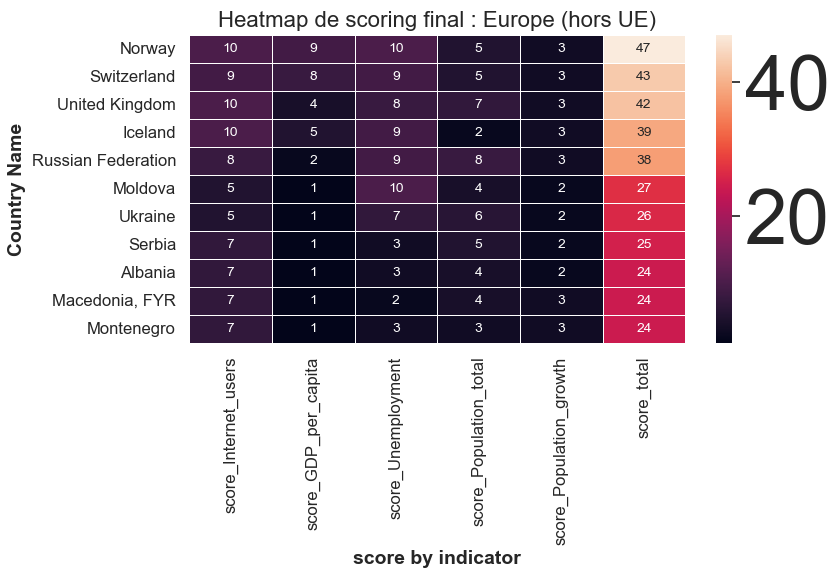 Heatmap de scoring final : Europe (hors UE)
Country Name
Norway 10 9 10 5 3 47
Switzerland 9 8 9 5 3 43
United Kingdom 10 4 8 7 3 42
Iceland 10 5 9 2 3 39
Russian Federation 8 2 9 8 3 38
Moldova 5 1 10 4 2 27
Ukraine 5 1 7 6 2 26
Serbia 7 1 3 5 2 25
Albania 7 1 3 4 2 24
Macedonia, FYR 7 1 2 4 3 24
Montenegro 7 1 3 3 3 24
score_Internet_users
score_GDP_per_capita
score_Unemployment
score_Population_total
score_Population_growth
score_total
score by indicator
40
20